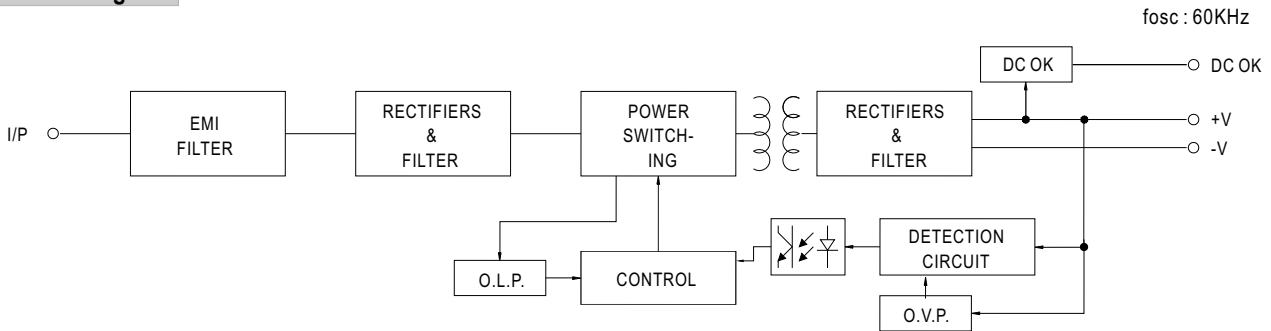 fosc : 60KHz
DC OK
DC OK
I/P
EMI
FILTER
RECTIFIERS
&
FILTER
POWER
SWITCH-
ING
RECTIFIERS
&
FILTER
+V
-V
O.L.P.
CONTROL
DETECTION
CIRCUIT
O.V.P.